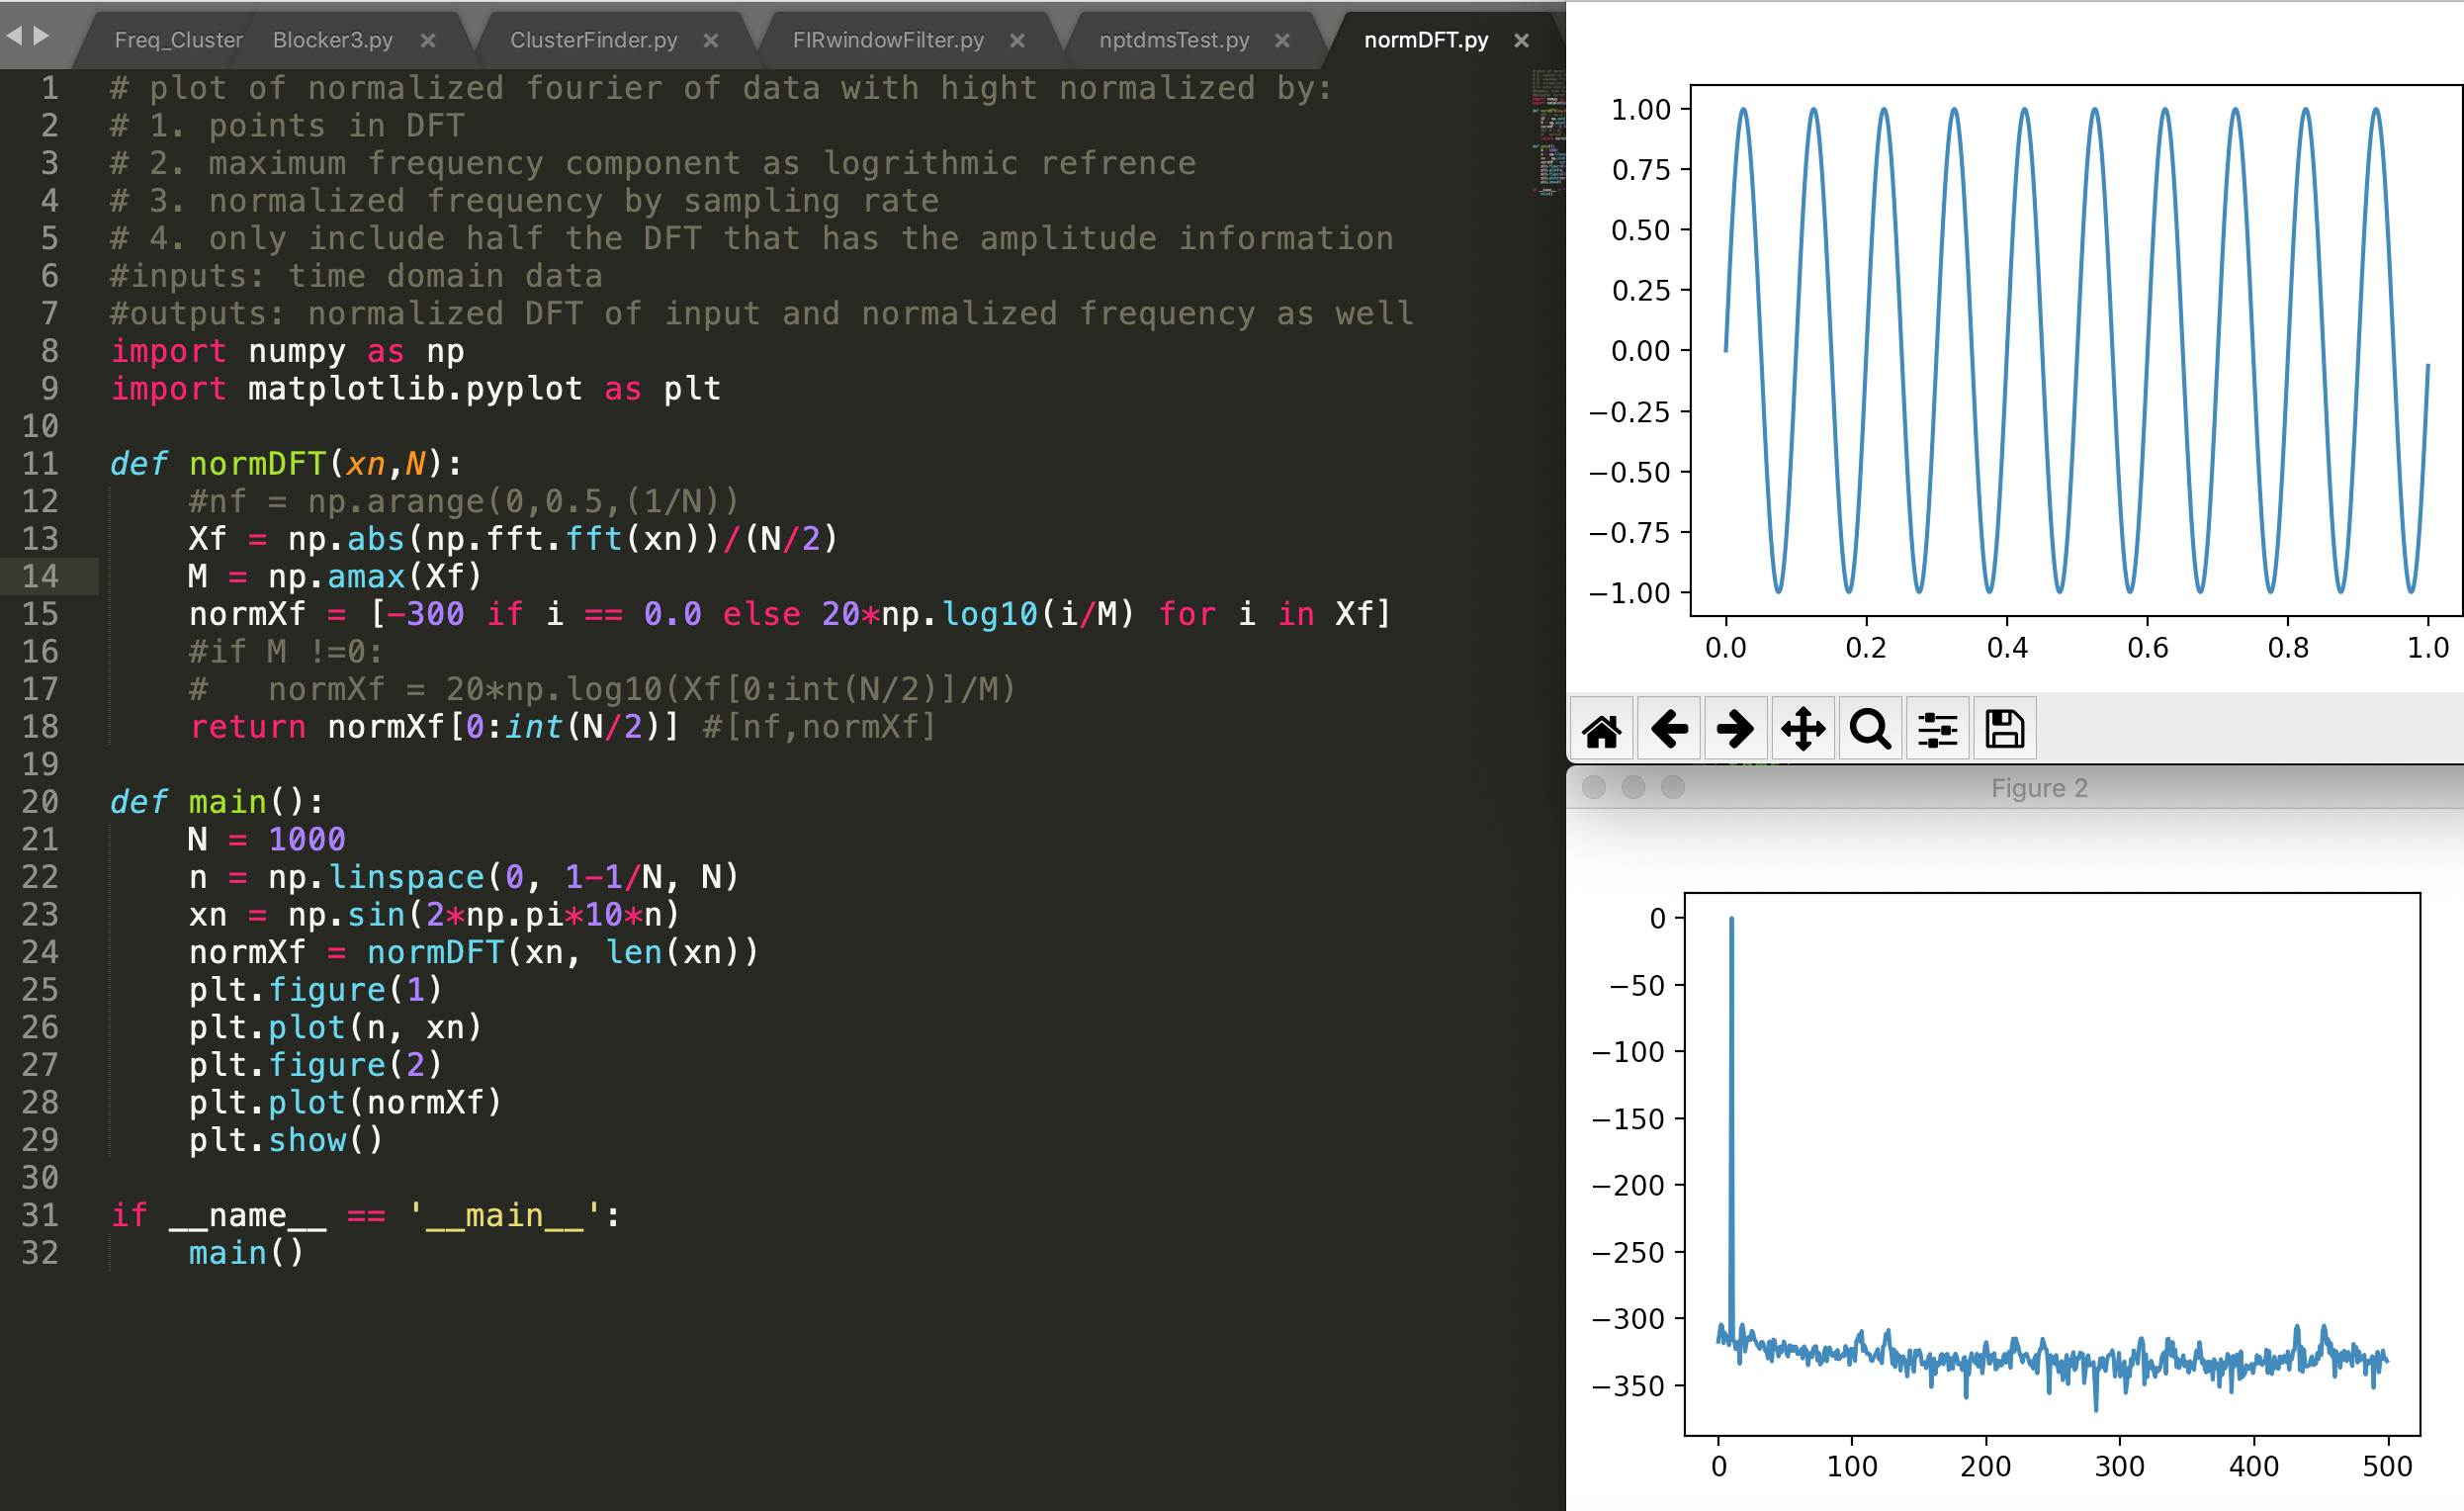 Freq_Cluster Blocker3.py × ClusterFinder.py × FIRwindowFilter.py × nptdmsTest.py × normDFT.py ×
1 # plot of normalized fourier of data with hight normalized by:
2 # 1. points in DFT
3 # 2. maximum frequency component as logrithmic refrence
4 # 3. normalized frequency by sampling rate
5 # 4. only include half the DFT that has the amplitude information
6 #inputs: time domain data
7 #outputs: normalized DFT of input and normalized frequency as well
8 import numpy as np
9 import matplotlib.pyplot as plt
10
11 def normDFT(xn,N):
12     #nf = np.arange(0,0.5,(1/N))
13     Xf = np.abs(np.fft.fft(xn))/(N/2)
14     M = np.amax(Xf)
15     normXf = [-300 if i == 0.0 else 20*np.log10(i/M) for i in Xf]
16     #if M !=0:
17     #   normXf = 20*np.log10(Xf[0:int(N/2)]/M)
18     return normXf[0:int(N/2)] #[nf,normXf]
19
20 def main():
21     N = 1000
22     n = np.linspace(0, 1-1/N, N)
23     xn = np.sin(2*np.pi*10*n)
24     normXf = normDFT(xn, len(xn))
25     plt.figure(1)
26     plt.plot(n, xn)
27     plt.figure(2)
28     plt.plot(normXf)
29     plt.show()
30
31 if __name__ == '__main__':
32     main()
1.00
0.75
0.50
0.25
0.00
−0.25
−0.50
−0.75
−1.00
0.0 0.2 0.4 0.6 0.8 1.0
Figure 2
0
−50
−100
−150
−200
−250
−300
−350
0 100 200 300 400 500